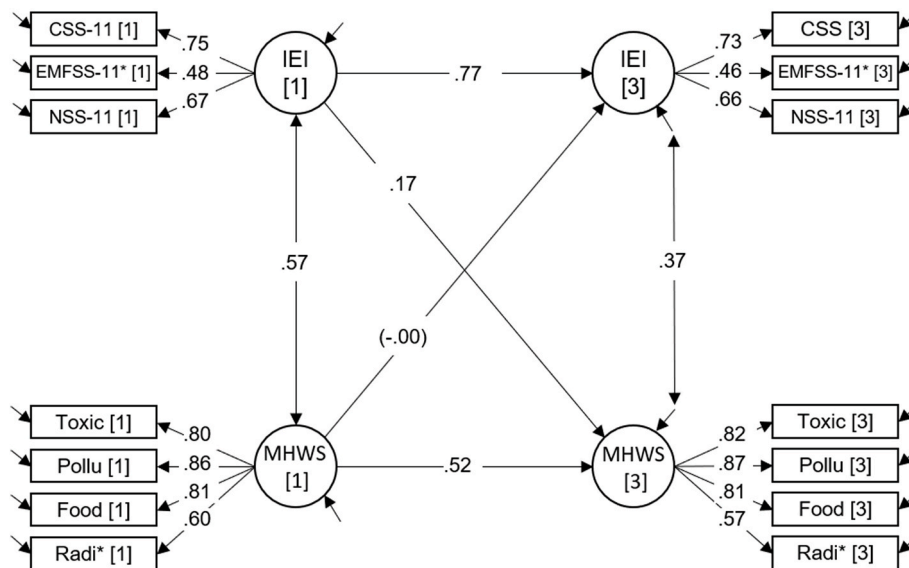 CSS-11 [1]
EMFSS-11* [1]
NSS-11 [1]
.75
.48
.67
IEI
[1]
.77
IEI
[3]
.73
.46
.66
CSS [3]
EMFSS-11* [3]
NSS-11 [3]
.17
.57
.37
(-.00)
Toxic [1]
Pollu [1]
Food [1]
Radi* [1]
.80
.86
.81
.60
MHWS
[1]
.52
MHWS
[3]
.82
.87
.81
.57
Toxic [3]
Pollu [3]
Food [3]
Radi* [3]